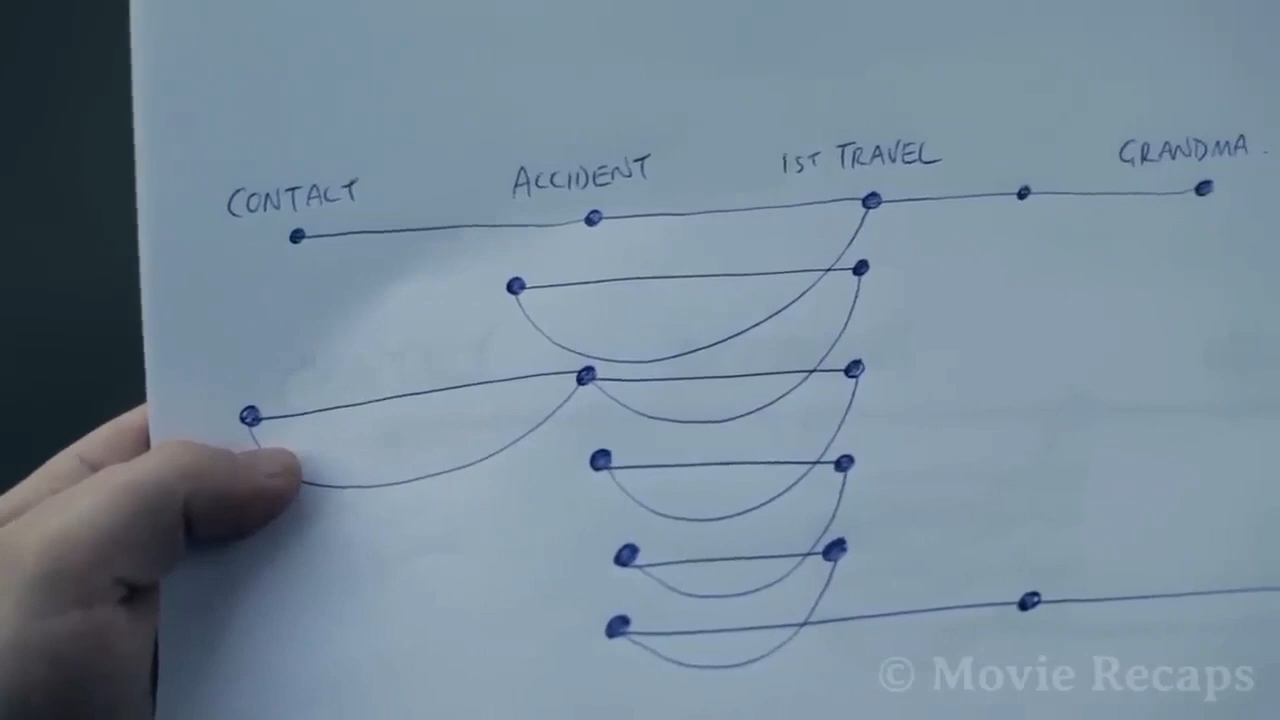 CONTACT
ACCIDENT
1ST TRAVEL
GRANDMA.
© Movie Recaps